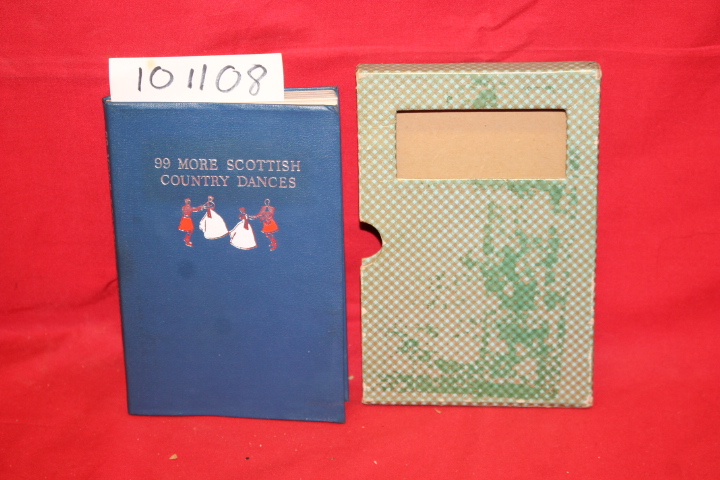 101108
99 MORE SCOTTISH
COUNTRY DANCES